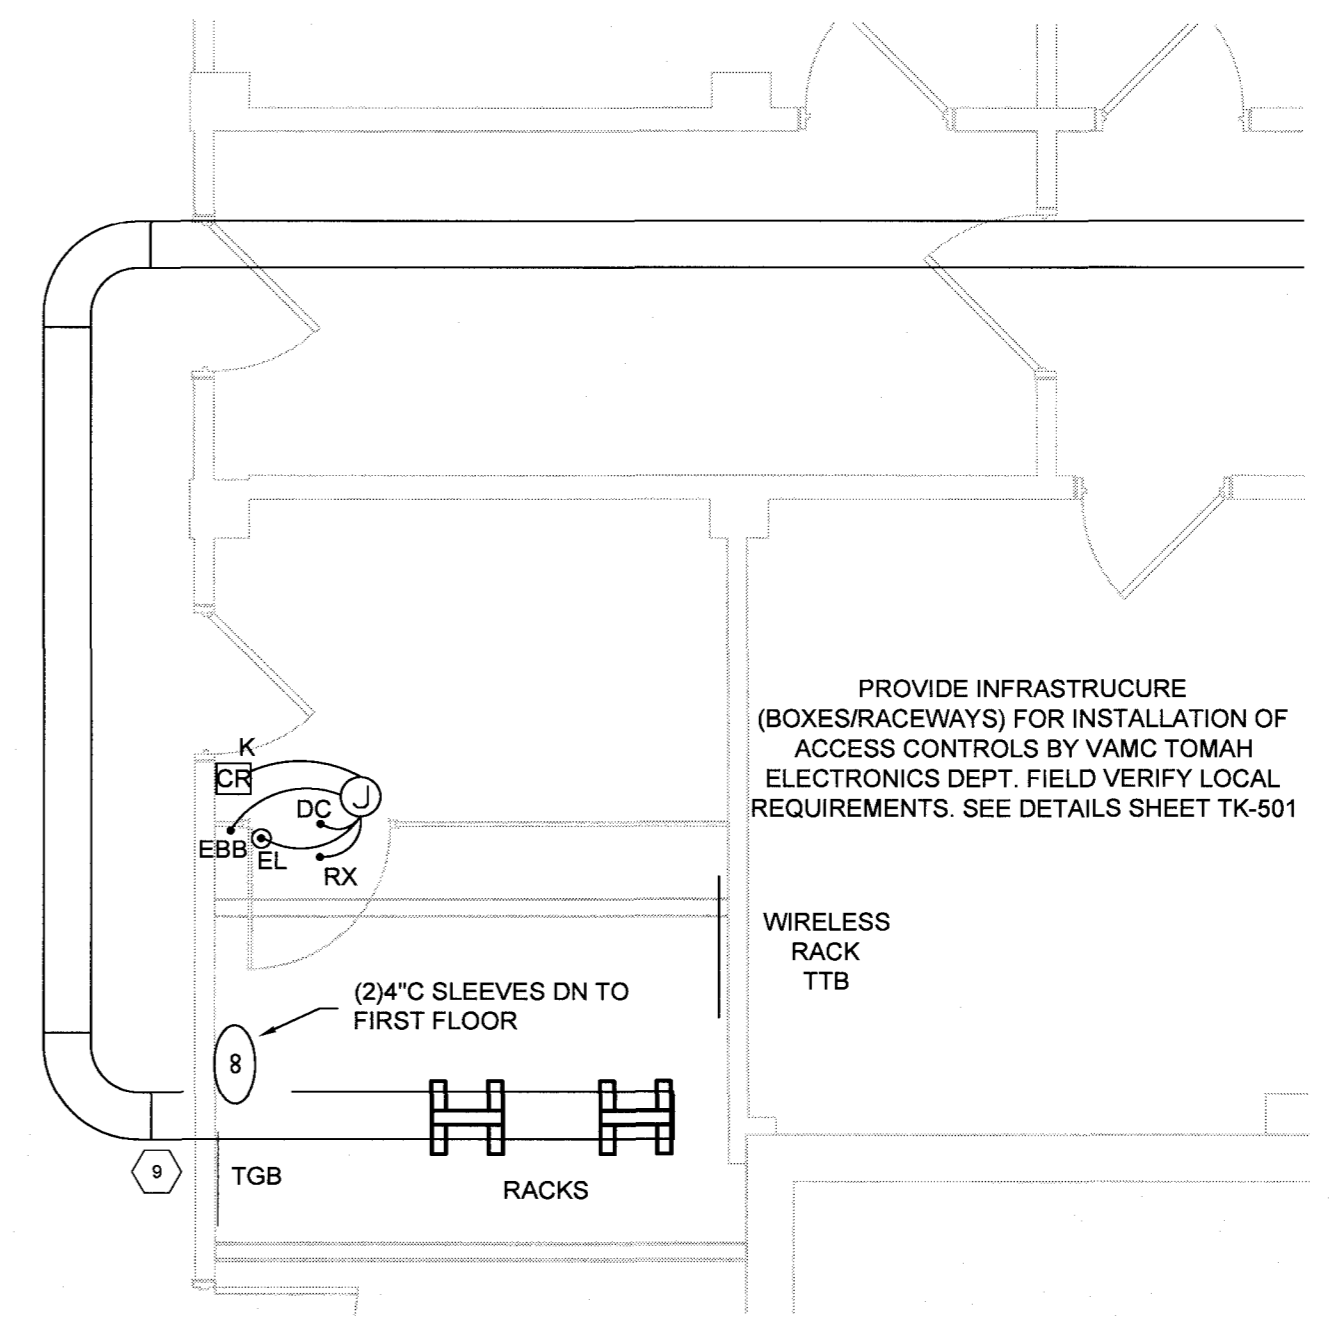 PROVIDE INFRASTRUCURE
(BOXES/RACEWAYS) FOR INSTALLATION OF
ACCESS CONTROLS BY VAMC TOMAH
ELECTRONICS DEPT. FIELD VERIFY LOCAL
REQUIREMENTS. SEE DETAILS SHEET TK-501
K
CR
J
DC
EBB
EL
RX
WIRELESS
RACK
TTB
(2)4"C SLEEVES DN TO
FIRST FLOOR
8
9
TGB
RACKS